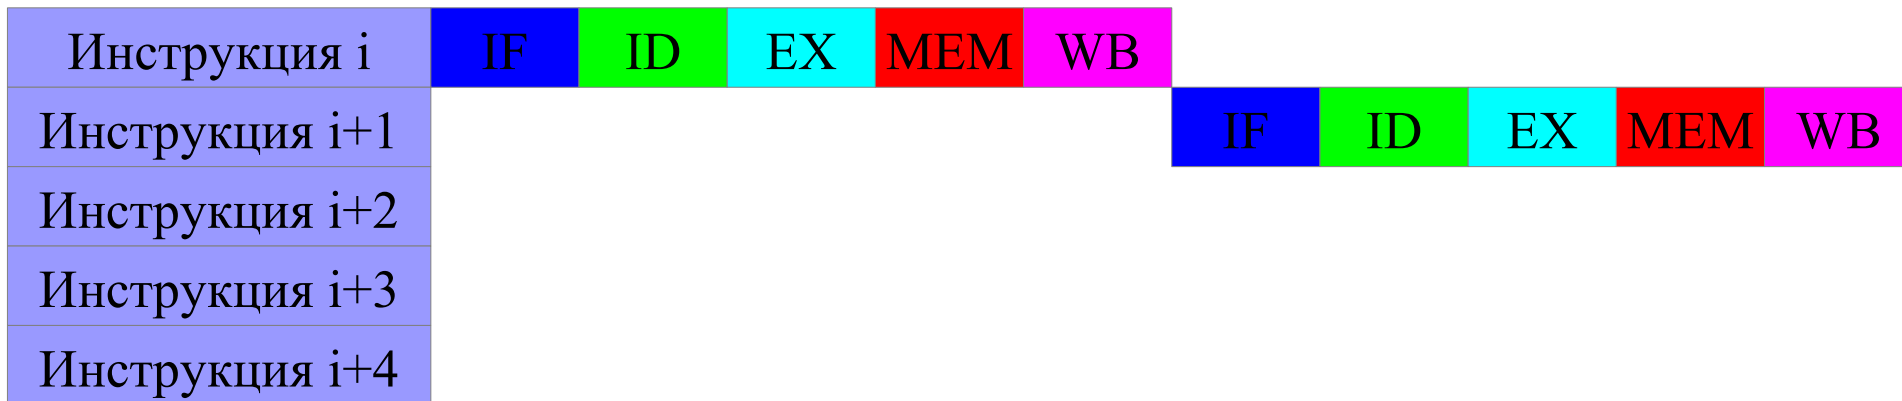 Инструкция i IF ID EX MEM WB
Инструкция i+1 IF ID EX MEM WB
Инструкция i+2
Инструкция i+3
Инструкция i+4